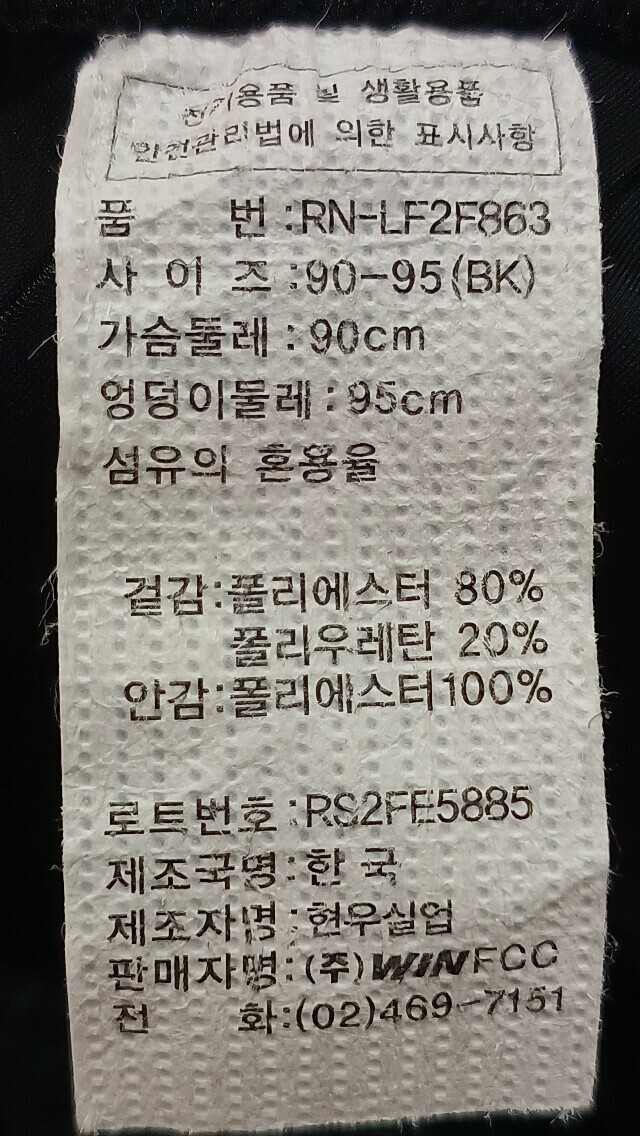 전기용품 및 생활용품
안전관리법에 의한 표시사항
품 번 :RN-LF2F863
사 이 즈 :90-95(BK)
가슴둘레 : 90cm
엉덩이둘레 : 95cm
섬유의 혼용율
겉감:폴리에스터 80%
폴리우레탄 20%
안감:폴리에스터100%
로트번호 :RS2FE5885
제조국명:한 국
제조자명 :현우실업
판매자명:(주)WINFCC
전 화:(02)469-7151